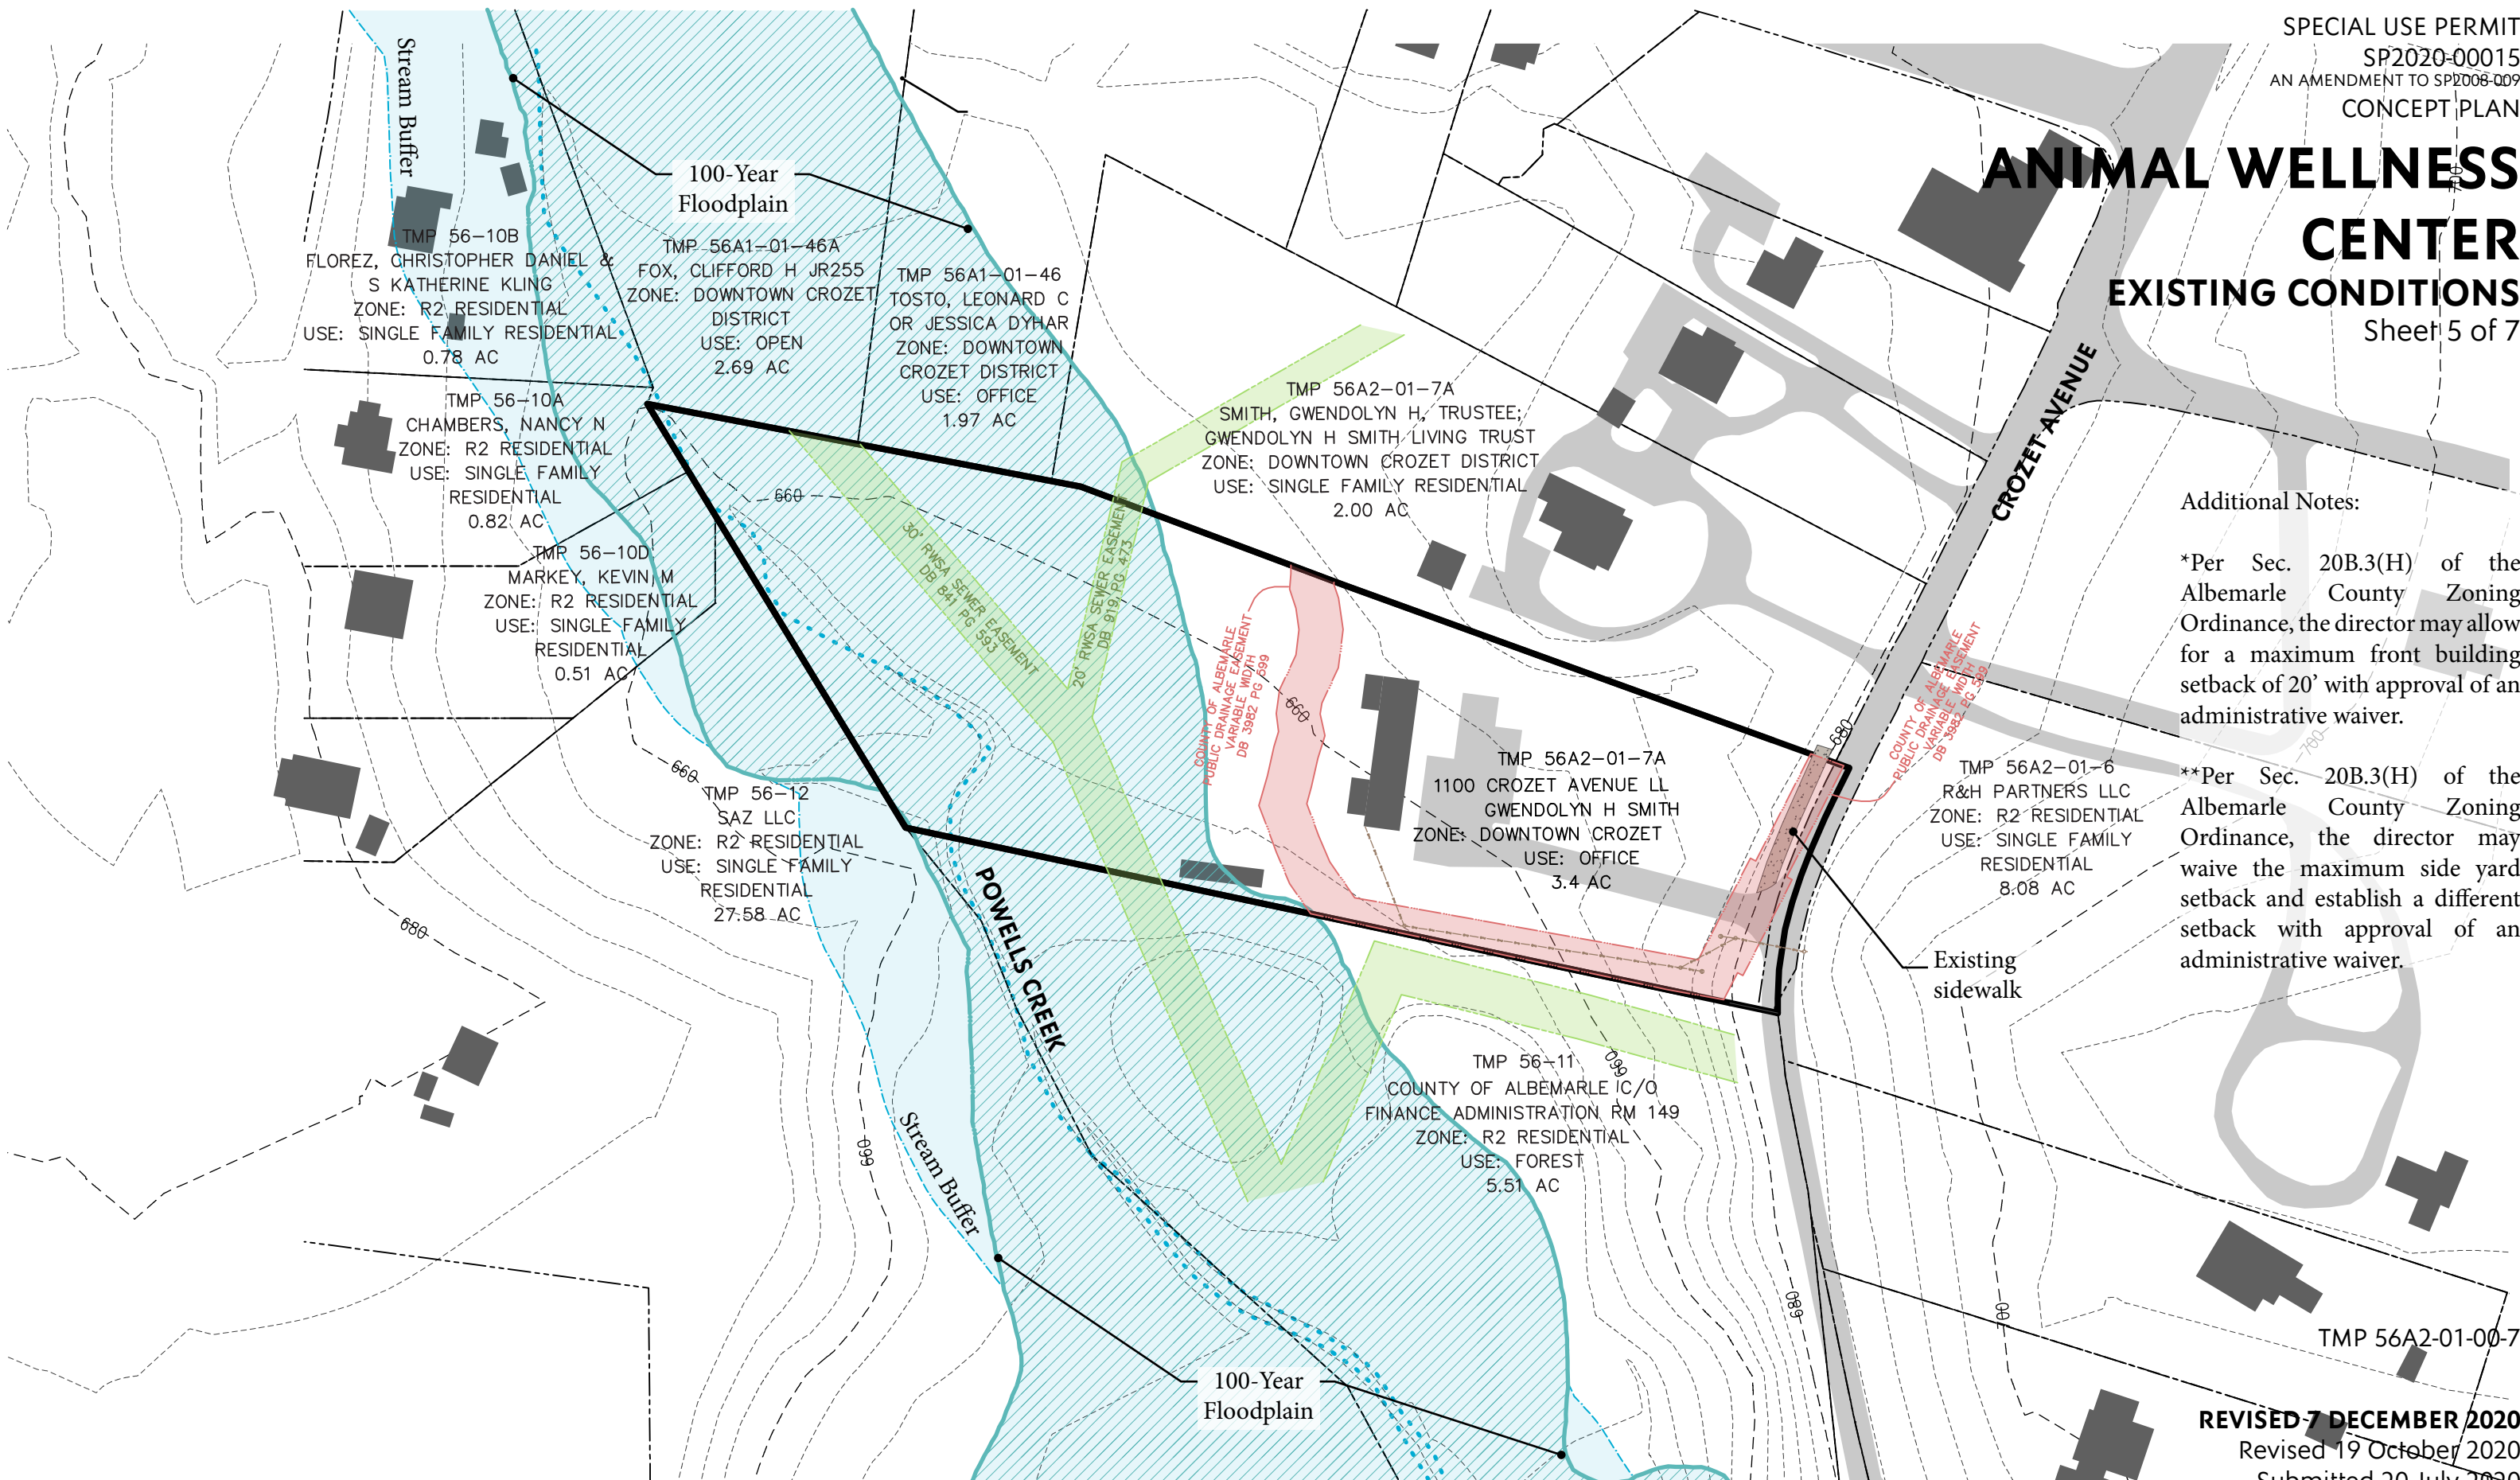 SPECIAL USE PERMIT
SP2020-00015
AN AMENDMENT TO SP2008-009
CONCEPT PLAN
ANIMAL WELLNESS
CENTER
EXISTING CONDITIONS
Sheet 5 of 7
Stream Buffer
100-Year
Floodplain
TMP 56-10B
FLOREZ, CHRISTOPHER DANIEL &
S KATHERINE KLING
ZONE: R2 RESIDENTIAL
USE: SINGLE FAMILY RESIDENTIAL
0.78 AC
TMP 56A1-01-46A
FOX, CLIFFORD H JR255
ZONE: DOWNTOWN CROZET
DISTRICT
USE: OPEN
2.69 AC
TMP 56A1-01-46
TOSTO, LEONARD C
OR JESSICA DYHAR
ZONE: DOWNTOWN
CROZET DISTRICT
USE: OFFICE
1.97 AC
TMP 56A2-01-7A
SMITH, GWENDOLYN H, TRUSTEE;
GWENDOLYN H SMITH LIVING TRUST
ZONE: DOWNTOWN CROZET DISTRICT
USE: SINGLE FAMILY RESIDENTIAL
2.00 AC
CROZET AVENUE
700
TMP 56-10A
CHAMBERS, NANCY N
ZONE: R2 RESIDENTIAL
USE: SINGLE FAMILY
RESIDENTIAL
0.82 AC
TMP 56-10D
MARKEY, KEVIN M
ZONE: R2 RESIDENTIAL
USE: SINGLE FAMILY
RESIDENTIAL
0.51 AC
660
30' RWSA SEWER EASEMENT
DB 841 PG 593
20' RWSA SEWER EASEMENT
DB 919 PG 473
COUNTY OF ALBEMARLE
PUBLIC DRAINAGE EASEMENT
VARIABLE WIDTH
DB 3982 PG 599
660
680
COUNTY OF ALBEMARLE
PUBLIC DRAINAGE EASEMENT
VARIABLE WIDTH
DB 3982 PG 599
Additional Notes:
*Per Sec. 20B.3(H) of the
Albemarle County Zoning
Ordinance, the director may allow
for a maximum front building
setback of 20’ with approval of an
administrative waiver.
700
**Per Sec. 20B.3(H) of the
Albemarle County Zoning
Ordinance, the director may
waive the maximum side yard
setback and establish a different
setback with approval of an
administrative waiver.
660
TMP 56-12
SAZ LLC
ZONE: R2 RESIDENTIAL
USE: SINGLE FAMILY
RESIDENTIAL
27.58 AC
680
TMP 56A2-01-7A
1100 CROZET AVENUE LL
GWENDOLYN H SMITH
ZONE: DOWNTOWN CROZET
USE: OFFICE
3.4 AC
TMP 56A2-01-6
R&H PARTNERS LLC
ZONE: R2 RESIDENTIAL
USE: SINGLE FAMILY
RESIDENTIAL
8.08 AC
Existing
sidewalk
POWELLS CREEK
TMP 56-11
COUNTY OF ALBEMARLE C/O
FINANCE ADMINISTRATION RM 149
ZONE: R2 RESIDENTIAL
USE: FOREST
5.51 AC
660
660
Stream Buffer
680
100-Year
Floodplain
TMP 56A2-01-00-7
REVISED 7 DECEMBER 2020
Revised 19 October 2020
Submitted 20 July 2020